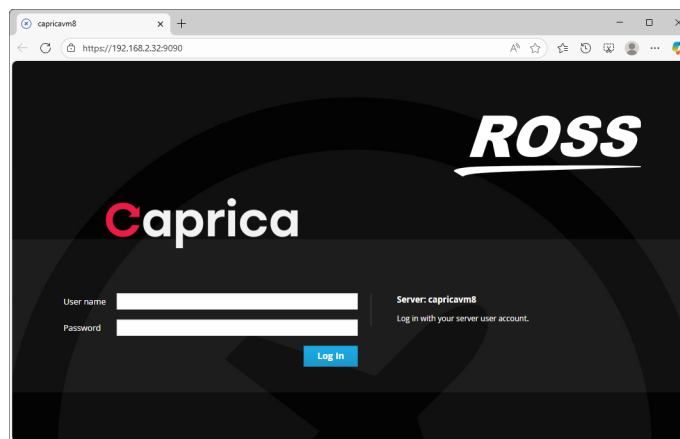 capricavm8
https://192.168.2.32:9090
ROSS
Caprica
User name
Password
Log In
Server: capricavm8
Log in with your server user account.